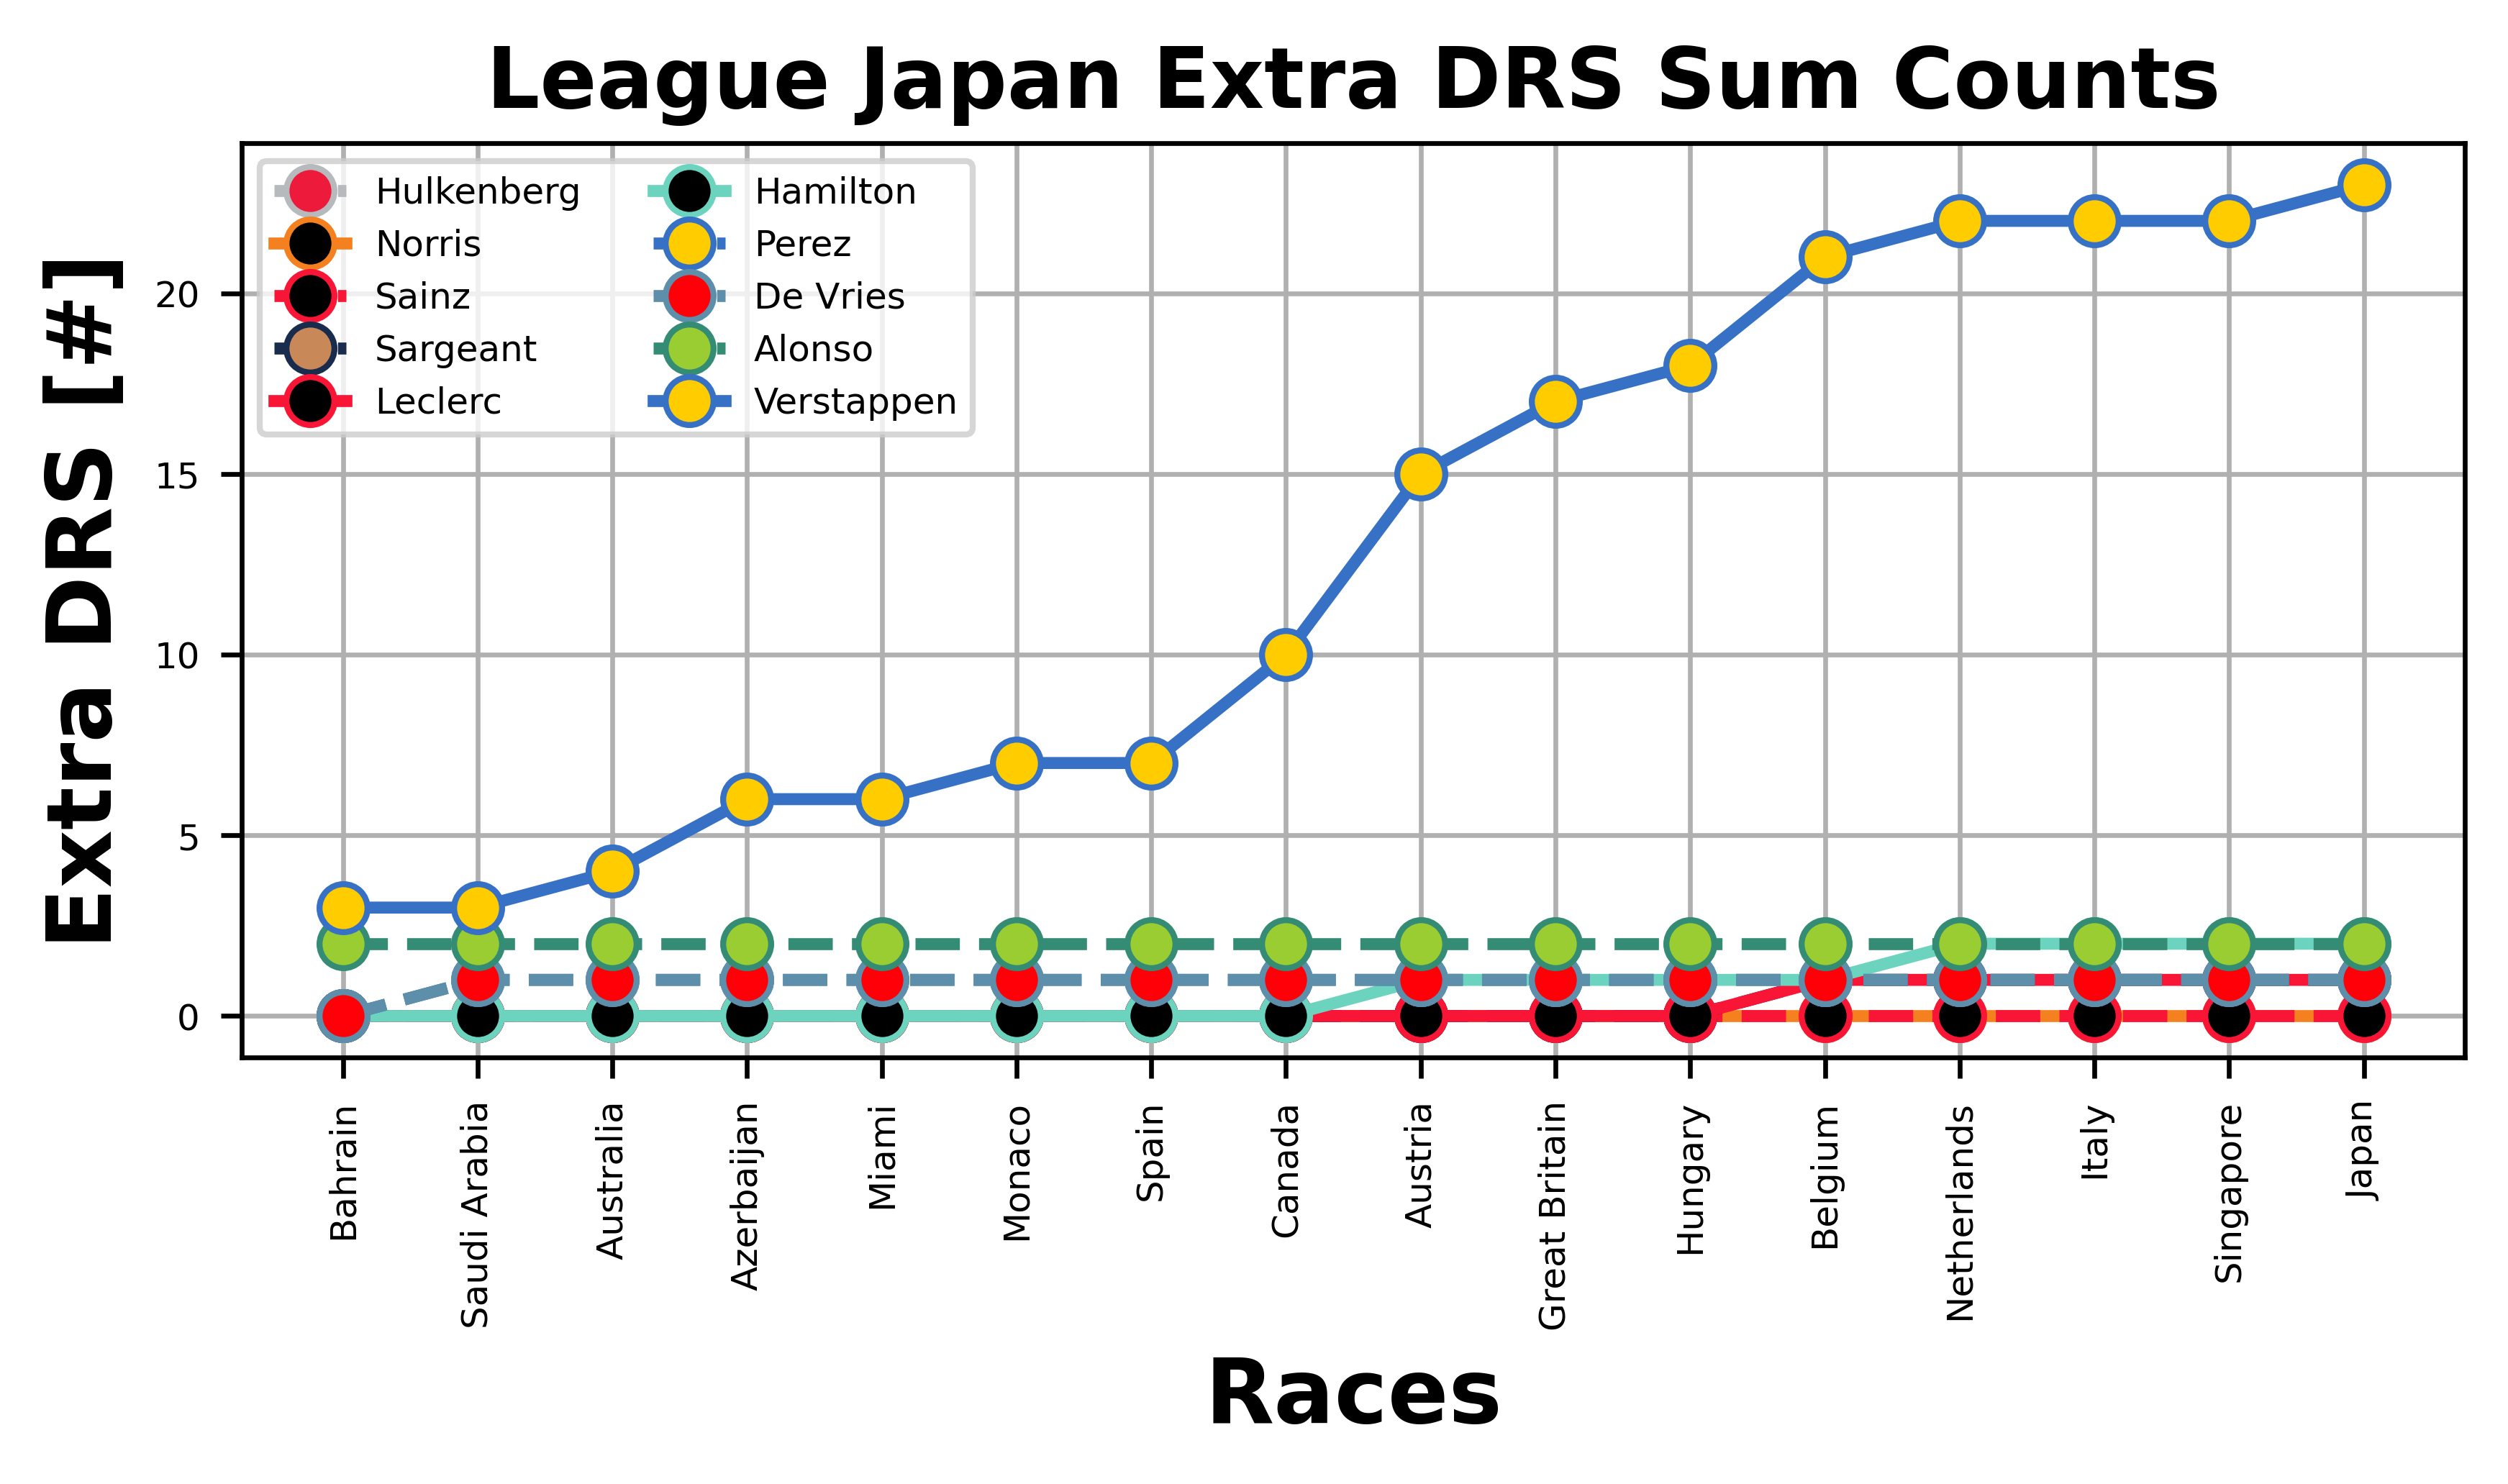 League Japan Extra DRS Sum Counts
Hulkenberg
Norris
Sainz
Sargeant
Leclerc
Hamilton
Perez
De Vries
Alonso
Verstappen
Extra DRS [#]
20
15
10
5
0
Bahrain
Saudi Arabia
Australia
Azerbaijan
Miami
Monaco
Spain
Canada
Austria
Great Britain
Hungary
Belgium
Netherlands
Italy
Singapore
Japan
Races